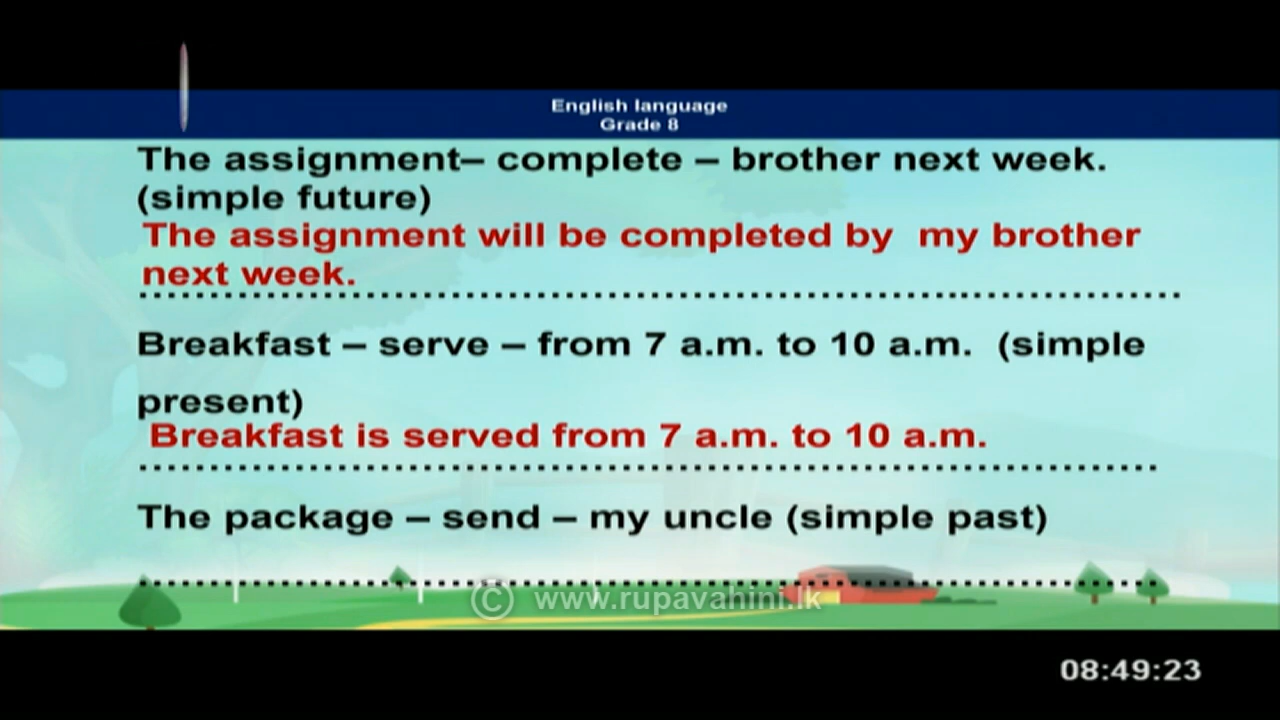 English language
Grade 8
The assignment– complete – brother next week.
(simple future)
The assignment will be completed by my brother
next week.
Breakfast – serve – from 7 a.m. to 10 a.m. (simple
present)
Breakfast is served from 7 a.m. to 10 a.m.
The package – send – my uncle (simple past)
© www.rupavahini.lk
08:49:23